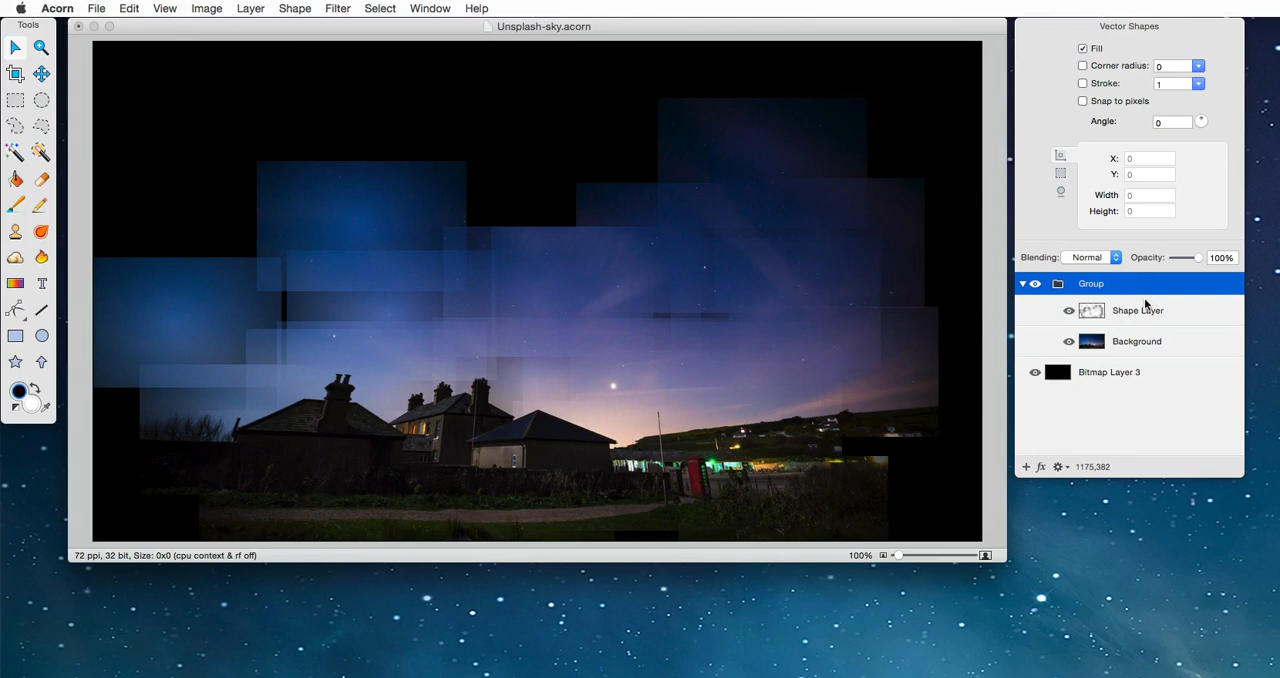 Acorn File Edit View Image Layer Shape Filter Select Window Help
Tools
Unsplash-sky.acorn
72 ppi, 32 bit, Size: 0x0 (cpu context & rf off)
100%
Vector Shapes
Fill
Corner radius: 0
Stroke: 1
Snap to pixels
Angle: 0
X: 0
Y: 0
Width 0
Height: 0
Blending: Normal Opacity: 100%
Group
Shape Layer
Background
Bitmap Layer 3
+ fx 1175,382